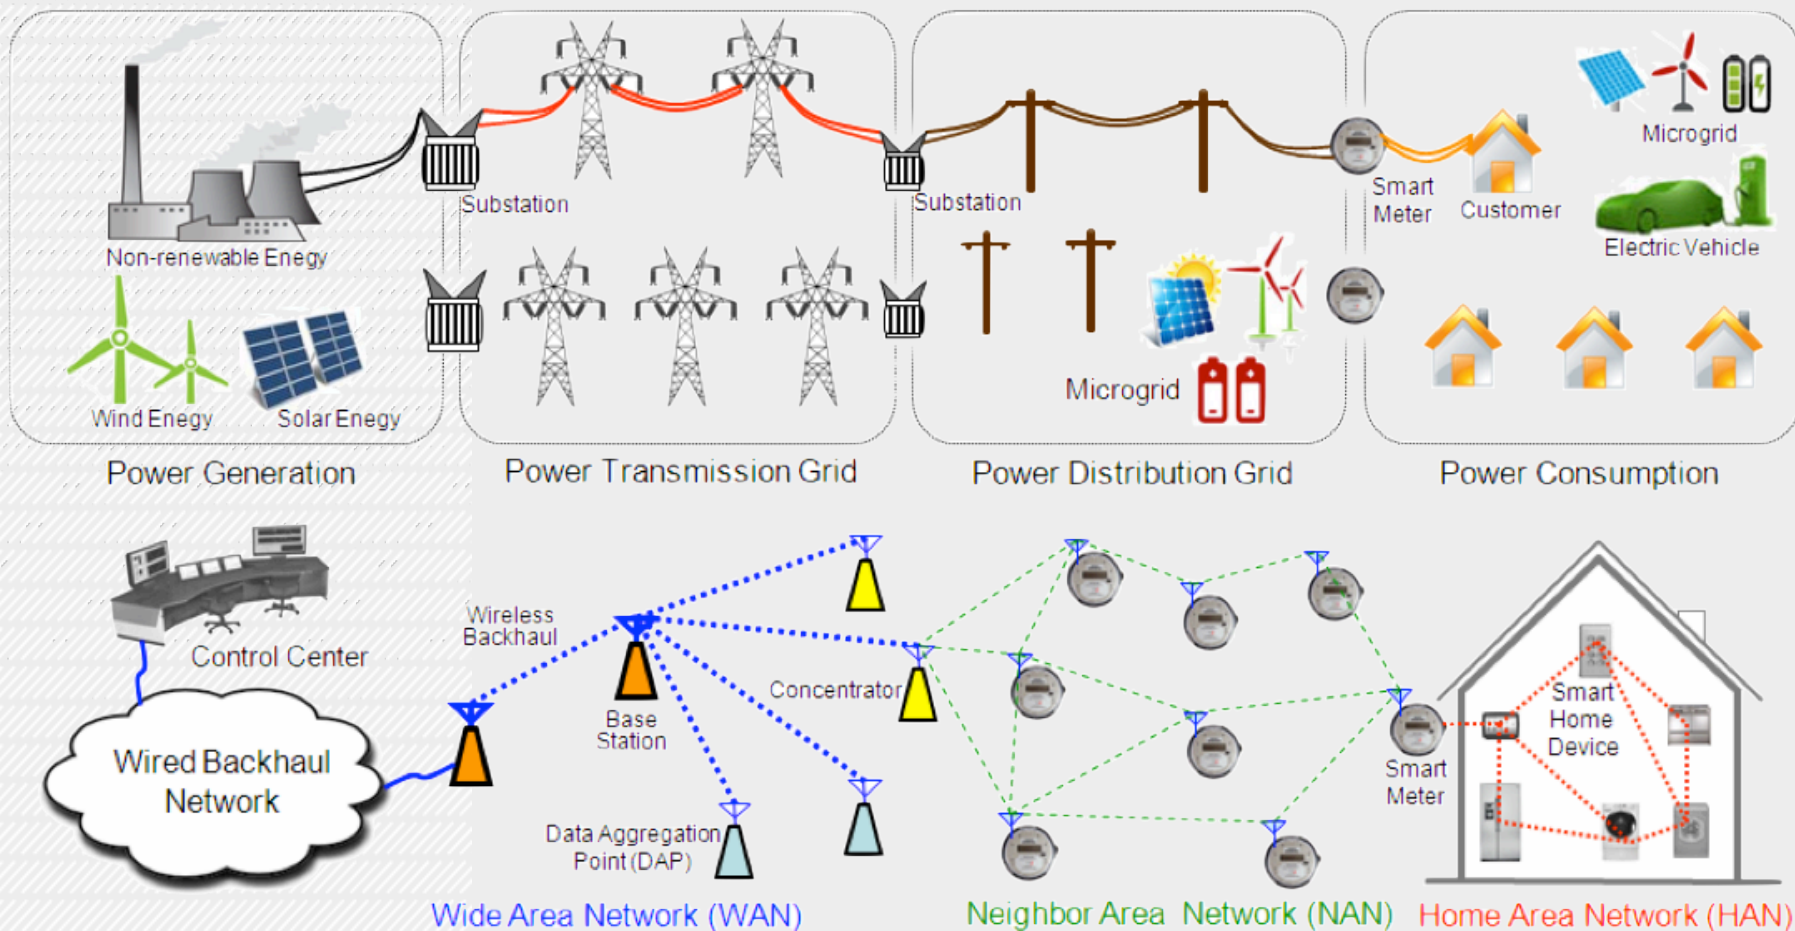 Microgrid
Substation
Substation
Smart
Meter
Customer
Electric Vehicle
Non-renewable Enegy
Wind Enegy
Solar Enegy
Microgrid
Power Generation
Power Transmission Grid
Power Distribution Grid
Power Consumption
Control Center
Wireless
Backhaul
Base
Station
Concentrator
Wired Backhaul
Network
Data Aggregation
Point (DAP)
Smart
Meter
Smart
Home
Device
Wide Area Network (WAN)
Neighbor Area Network (NAN)
Home Area Network (HAN)